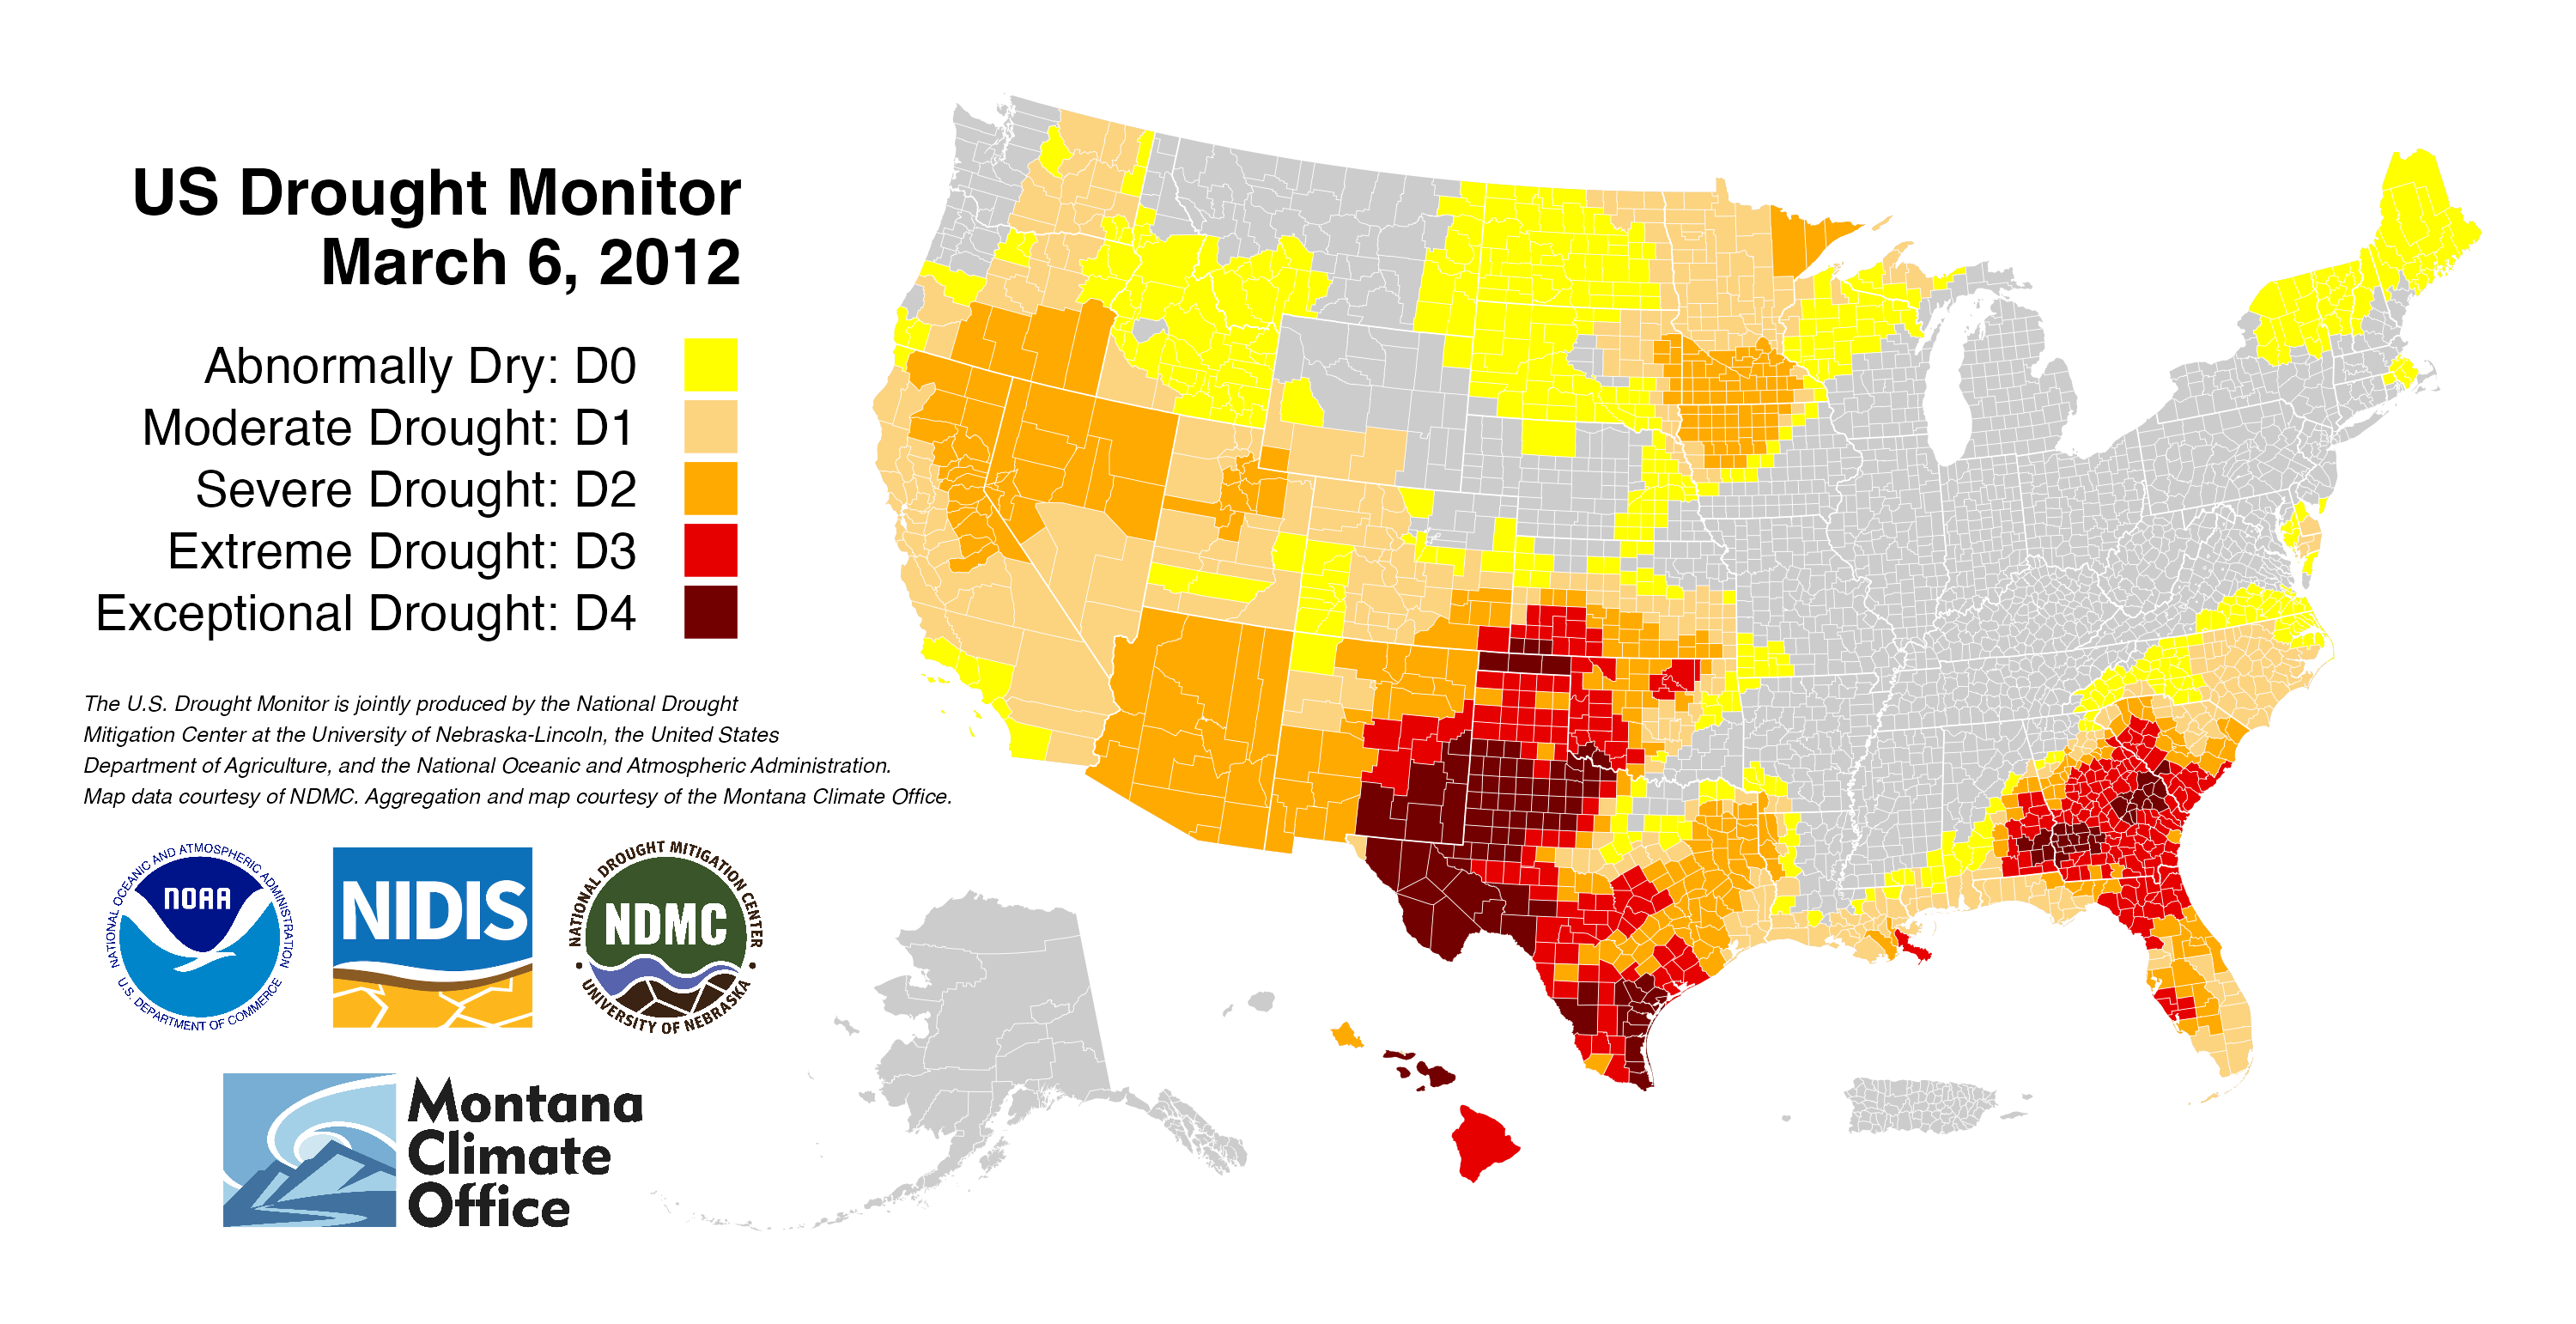 US Drought Monitor
March 6, 2012
Abnormally Dry: D0
Moderate Drought: D1
Severe Drought: D2
Extreme Drought: D3
Exceptional Drought: D4
The U.S. Drought Monitor is jointly produced by the National Drought
Mitigation Center at the University of Nebraska-Lincoln, the United States
Department of Agriculture, and the National Oceanic and Atmospheric Administration.
Map data courtesy of NDMC. Aggregation and map courtesy of the Montana Climate Office.
NATIONAL OCEANIC AND ATMOSPHERIC ADMINISTRATION
NOAA
U.S. DEPARTMENT OF COMMERCE
NIDIS
NATIONAL DROUGHT MITIGATION CENTER
NDMC
UNIVERSITY OF NEBRASKA
Montana
Climate
Office